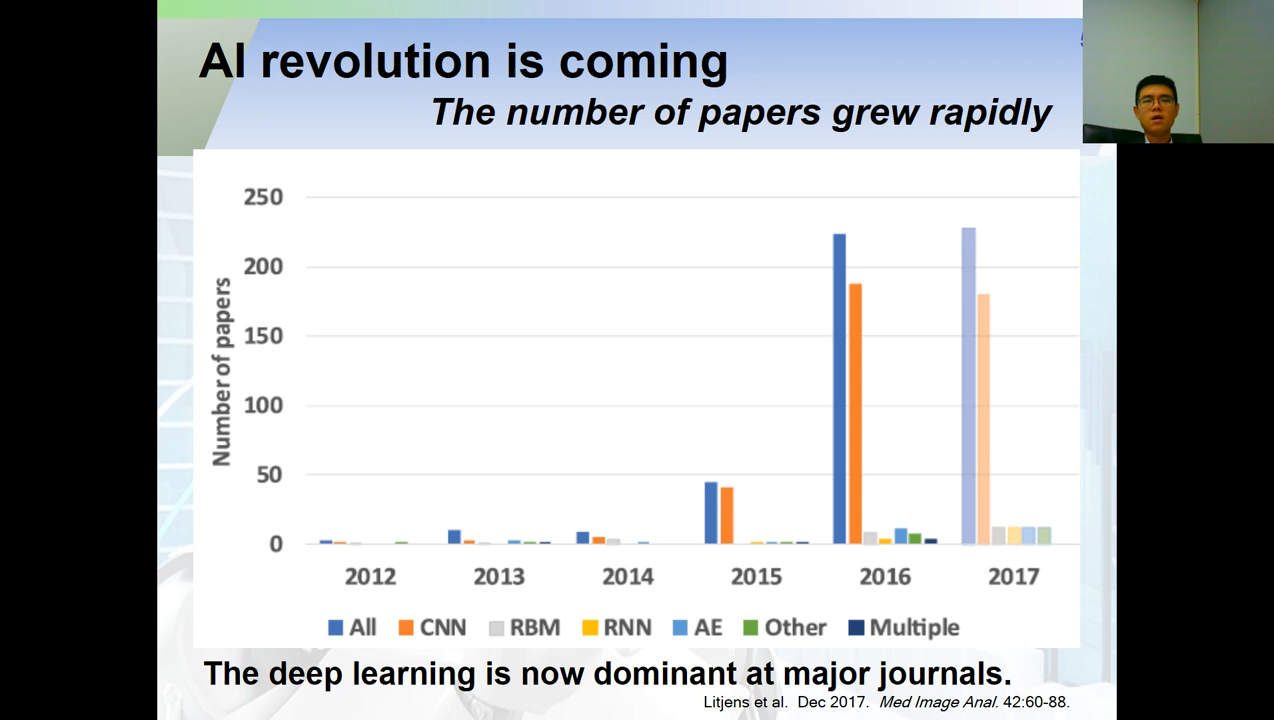 AI revolution is coming
The number of papers grew rapidly
250
200
150
100
50
0
Number of papers
2012 2013 2014 2015 2016 2017
All CNN RBM RNN AE Other Multiple
The deep learning is now dominant at major journals.
Litjens et al. Dec 2017. Med Image Anal. 42:60-88.